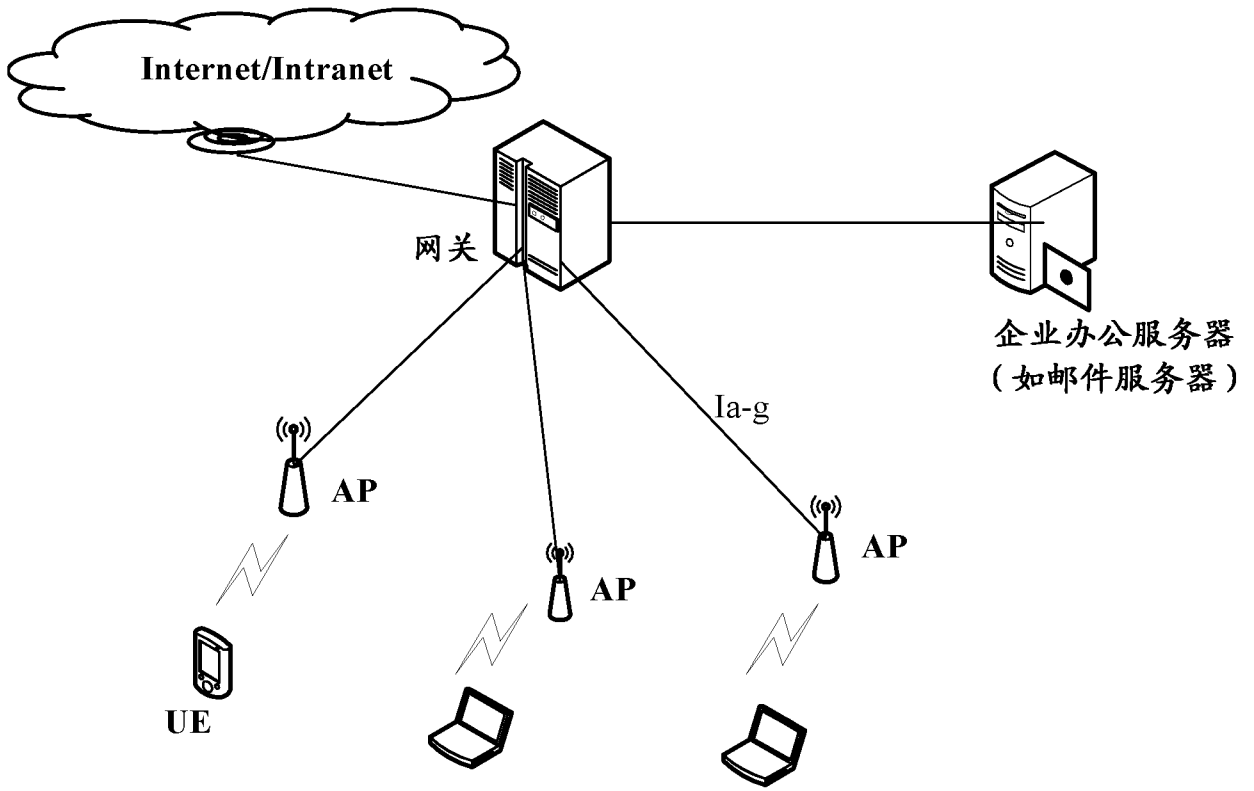 Internet/Intranet
网关
企业办公服务器
（如邮件服务器）
Ia-g
AP
AP
AP
UE